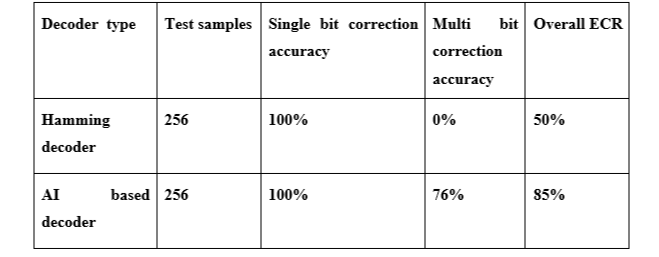 Decoder type | Test samples | Single bit correction accuracy | Multi bit correction accuracy | Overall ECR
Hamming decoder | 256 | 100% | 0% | 50%
AI based decoder | 256 | 100% | 76% | 85%